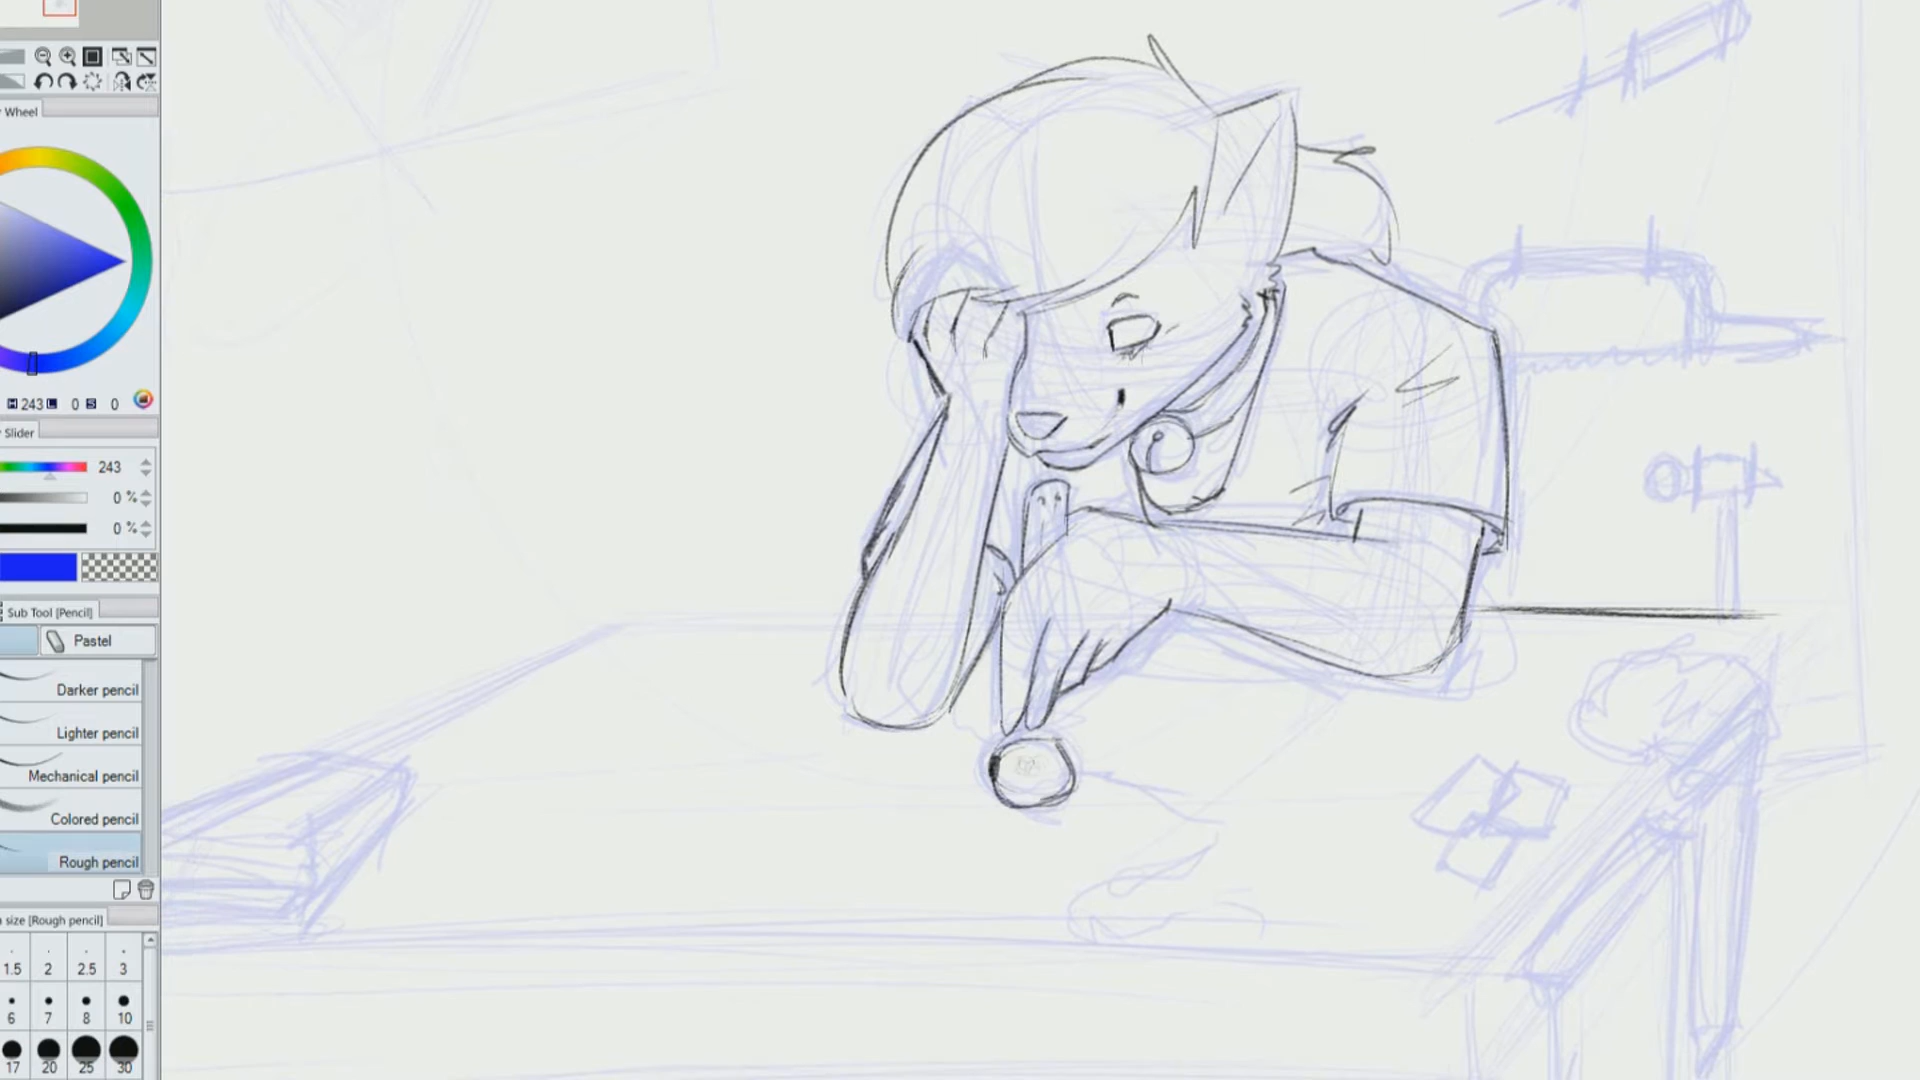 Wheel
243 0 0
Slider
243
0 %
0 %
Sub Tool [Pencil]
Pastel
Darker pencil
Lighter pencil
Mechanical pencil
Colored pencil
Rough pencil
size [Rough pencil]
1.5 2 2.5 3
6 7 8 10
17 20 25 30